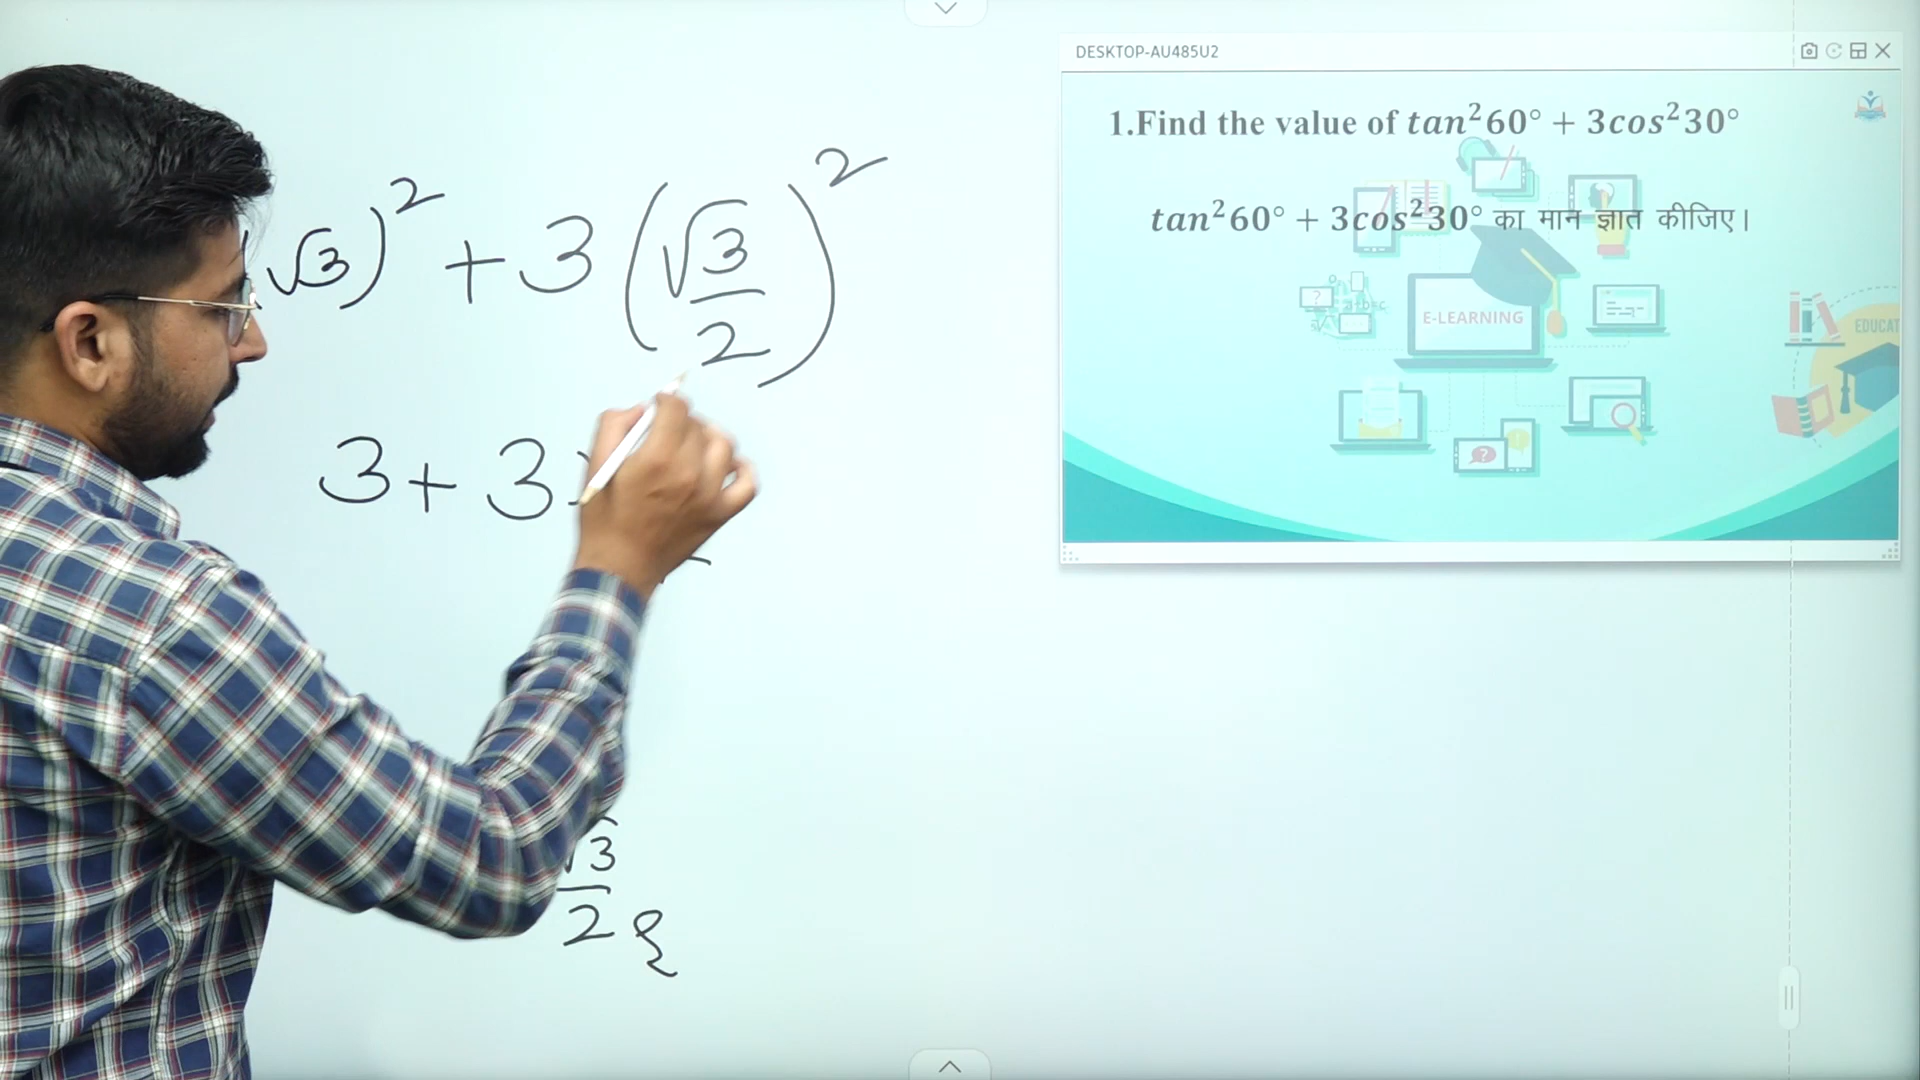 DESKTOP-AU485U2
1.Find the value of tan²60° + 3cos²30°
tan²60° + 3cos²30° का मान ज्ञात कीजिए।
E-LEARNING
EDUCAT
√3)² + 3(√3/2)²
3 + 3
√3/2